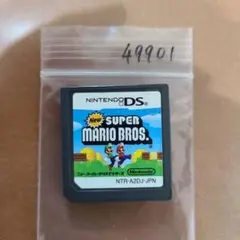 49901
NINTENDO DS
New SUPER
MARIO BROS.
Nintendo
NTR-A2DJ-JPN